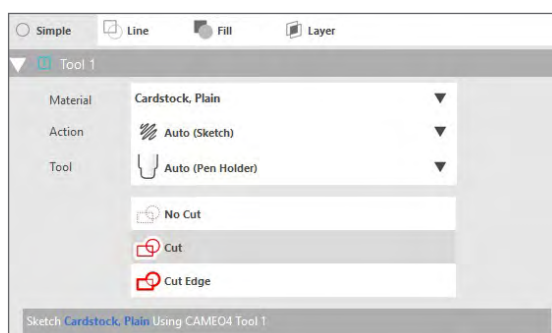 Simple Line Fill Layer
Tool 1
Material Cardstock, Plain
Action Auto (Sketch)
Tool Auto (Pen Holder)
No Cut
Cut
Cut Edge
Sketch Cardstock, Plain Using CAMEO4 Tool 1